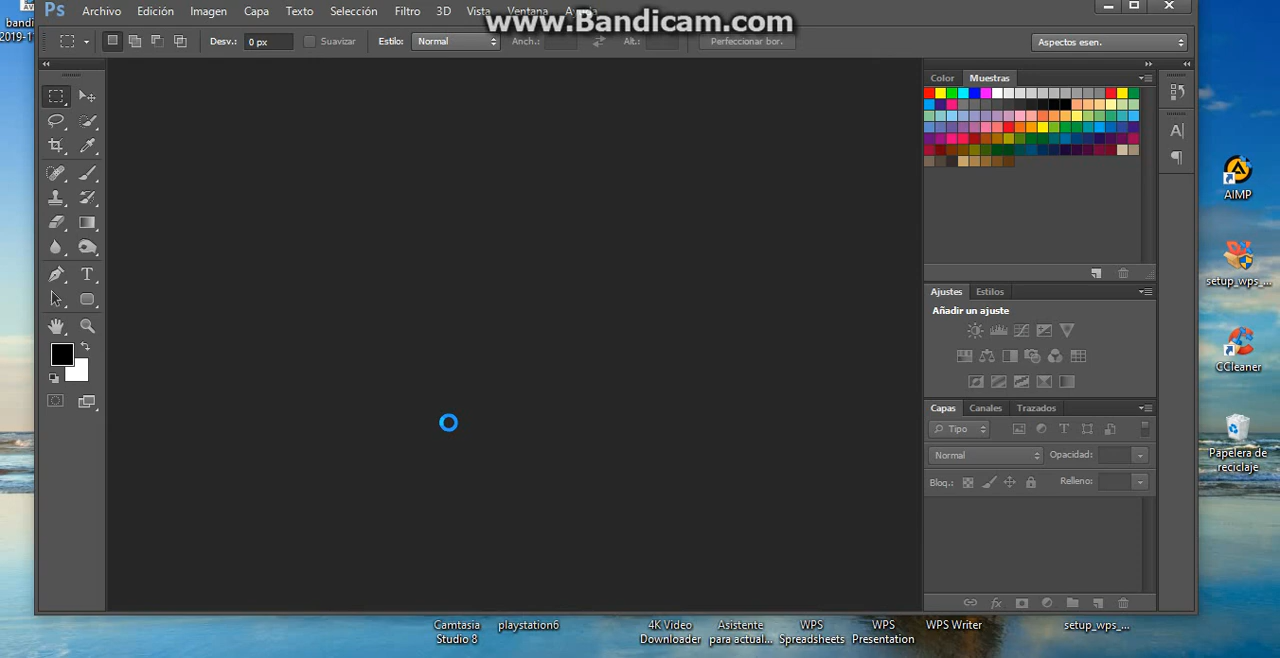 bandi
2019-1
Ps Archivo Edición Imagen Capa Texto Selección Filtro 3D Vista Ventana
www.Bandicam.com
Desv.: 0 px Suavizar Estilo: Normal Anch.: Alt.: Perfeccionar bor. Aspectos esen.
Color Muestras
Ajustes Estilos
Añadir un ajuste
Capas Canales Trazados
Tipo
Normal Opacidad:
Bloq.: Relleno:
AIMP
setup_wps_...
CCleaner
Papelera de
reciclaje
Camtasia
Studio 8
playstation6
4K Video
Downloader
Asistente
para actual...
WPS
Spreadsheets
WPS
Presentation
WPS Writer
setup_wps_...